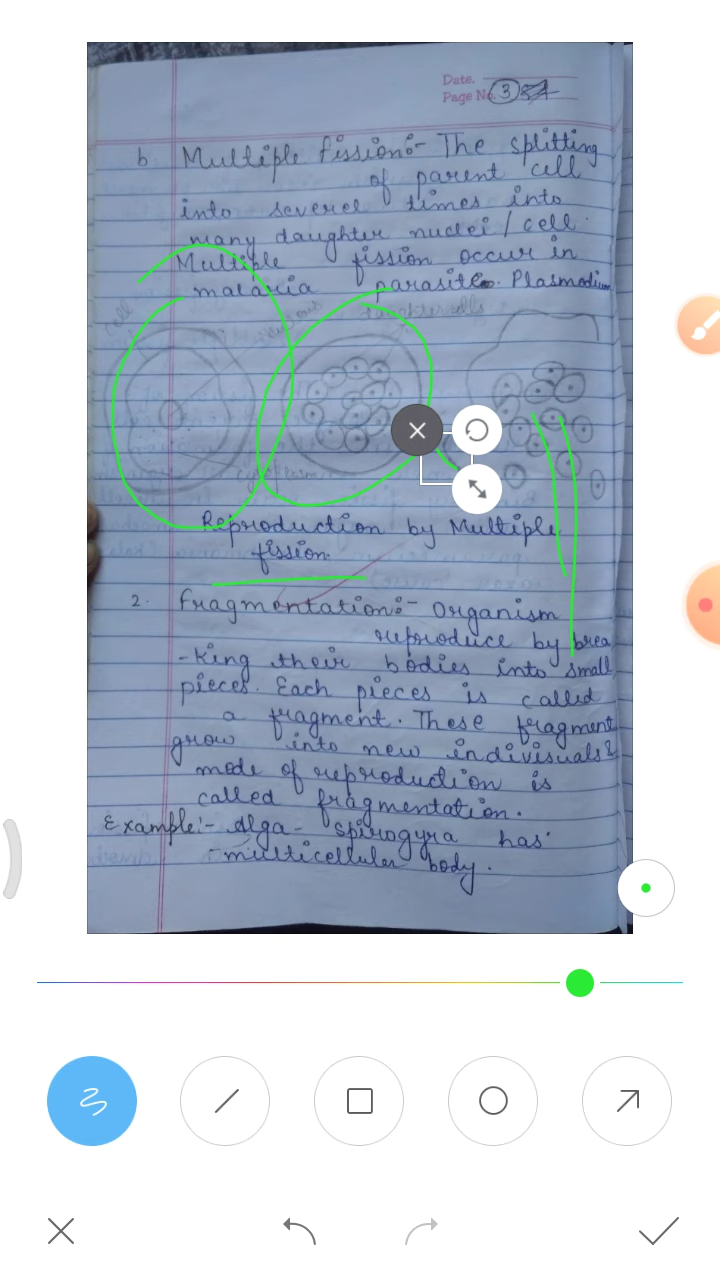 Date.
Page No. 3
b. Multiple fission:- The splitting
of parent cell
into severel times into
many daughter nuclei / cell.
Multiple fission occur in
malaria parasite. Plasmodium
cell
Reproduction by Multiple
fission.
2. fragmentation:- Organism
reproduce by brea
-King their bodies into small
pieces. Each pieces is called
a fragment. These fragment
grow into new indivisuals
mode of reproduction is
called fragmentation.
Example:- Alga- spirogyra has
-multicellular body.